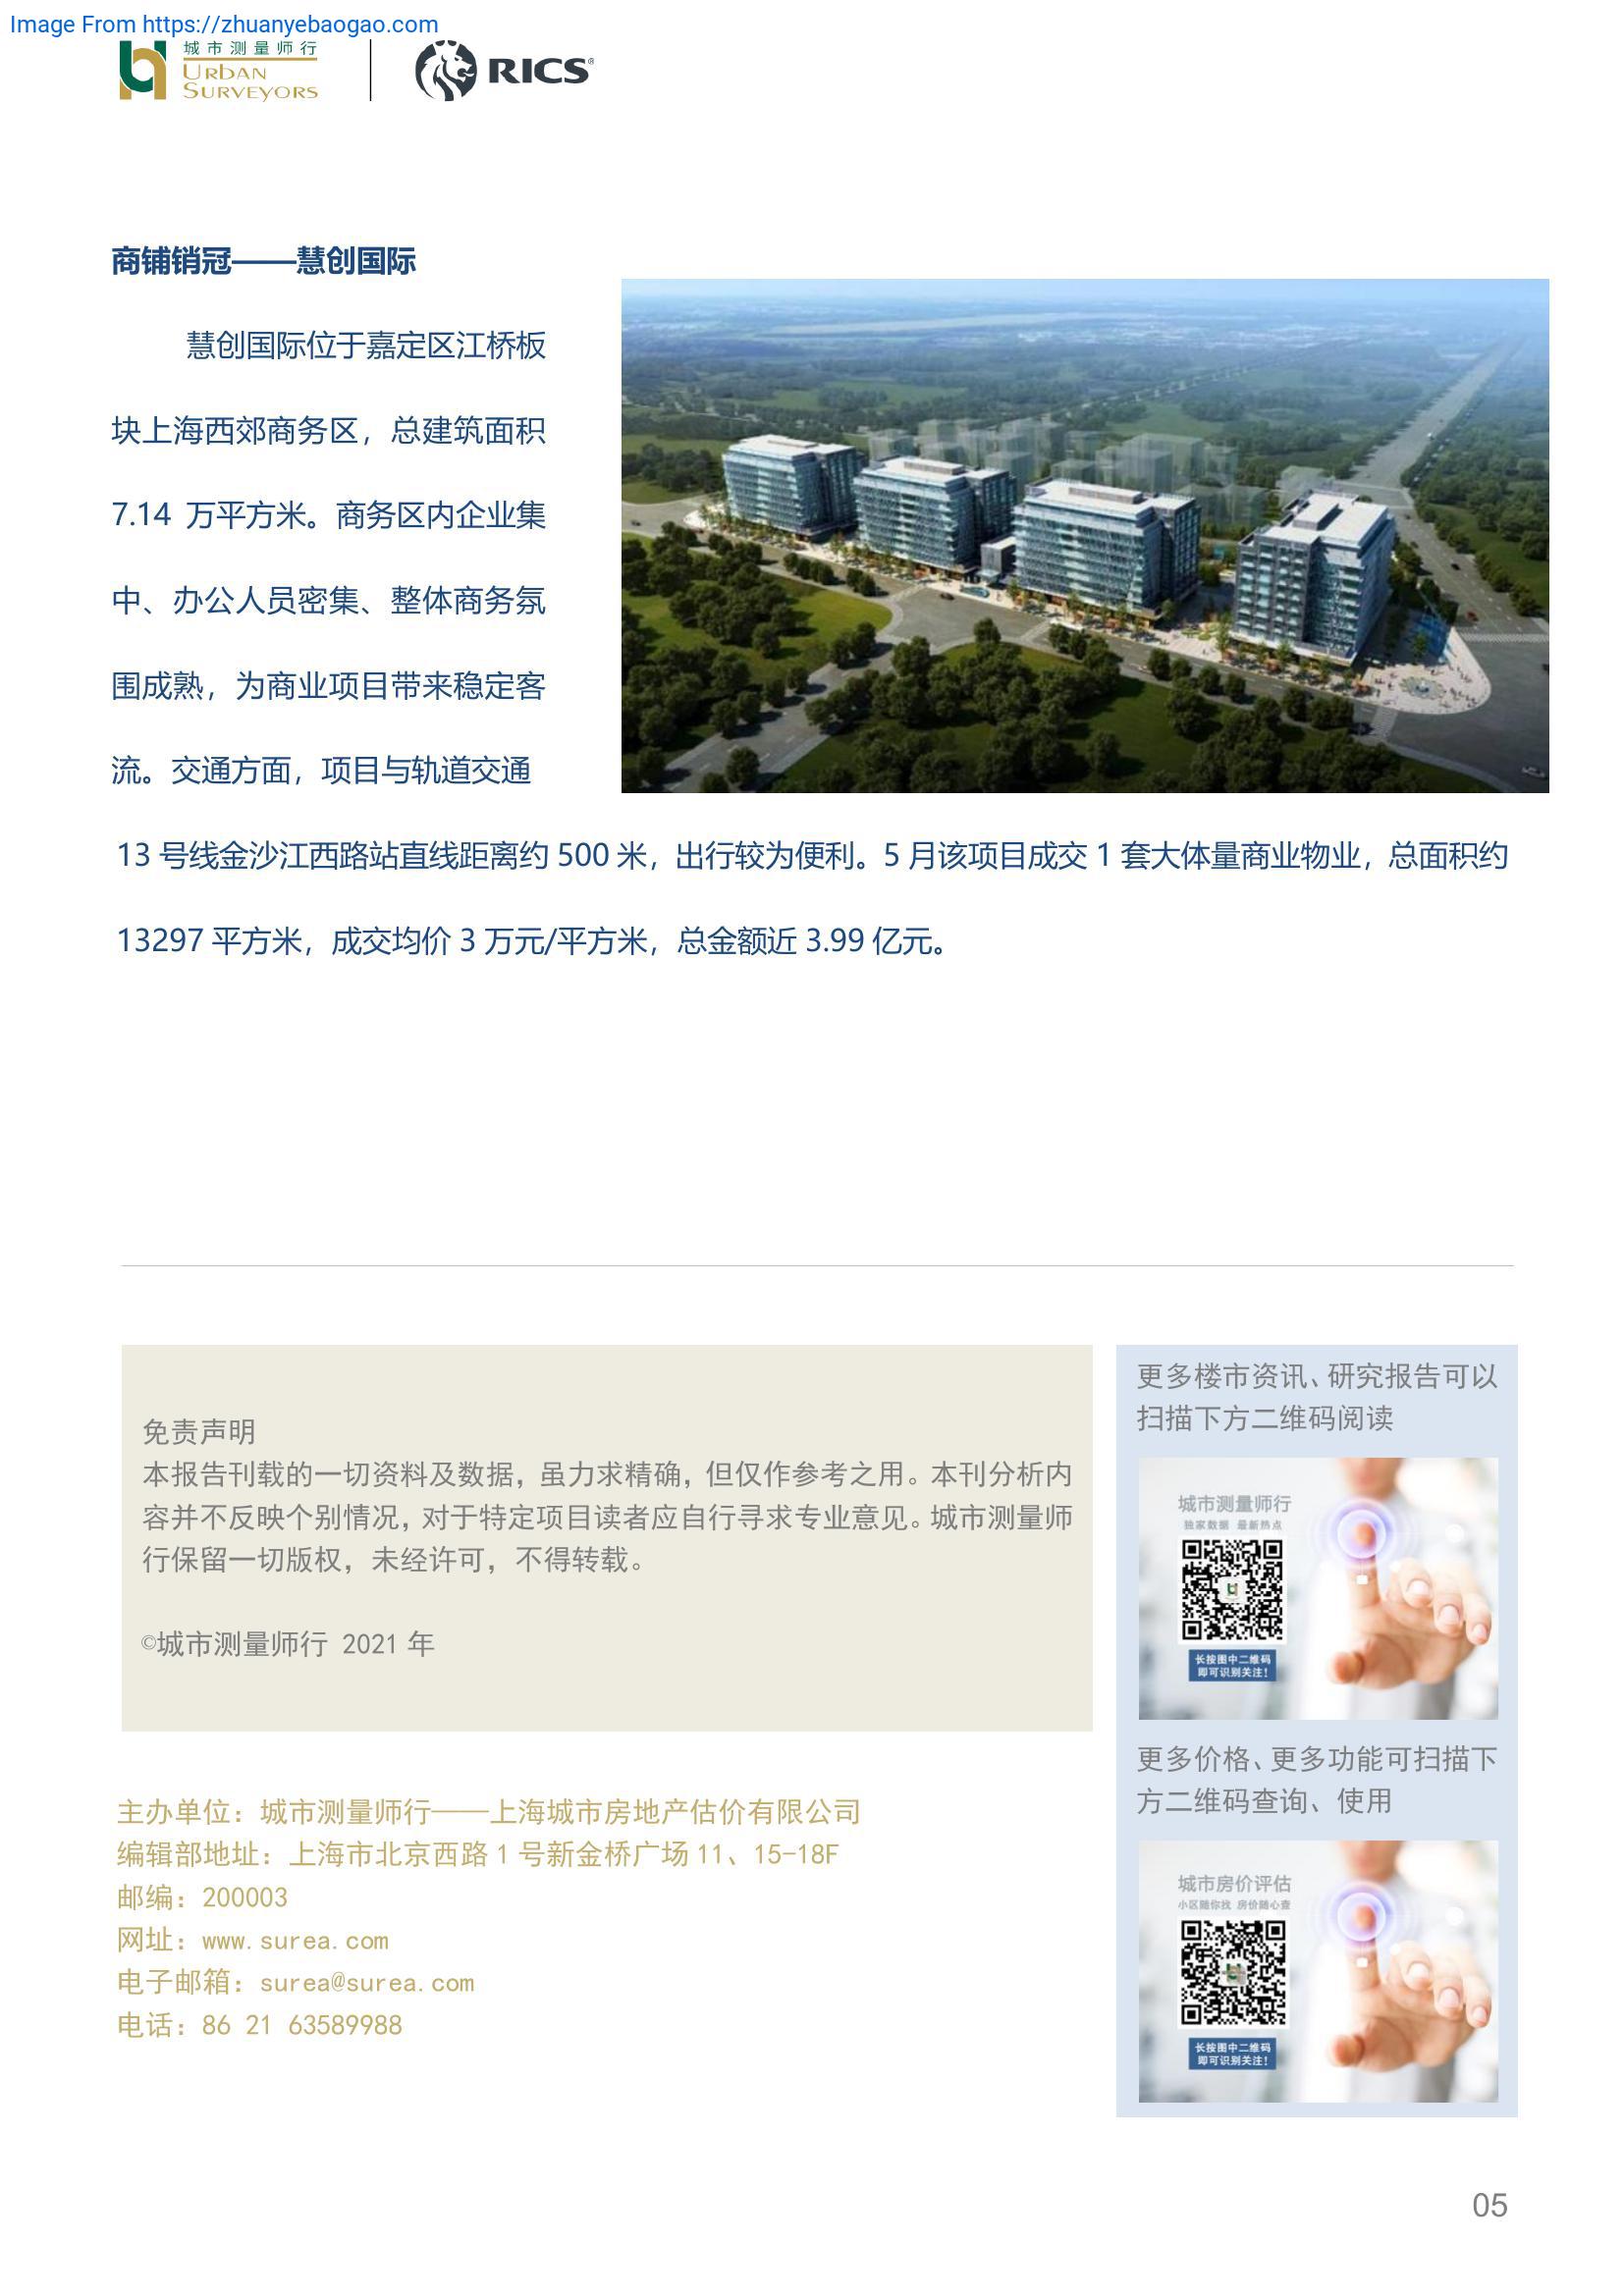 Image From https://zhuanyebaogao.com
城市测量师行
URBAN
SURVEYORS
RICS®
商铺销冠——慧创国际
慧创国际位于嘉定区江桥板
块上海西郊商务区，总建筑面积
7.14 万平方米。商务区内企业集
中、办公人员密集、整体商务氛
围成熟，为商业项目带来稳定客
流。交通方面，项目与轨道交通
13 号线金沙江西路站直线距离约 500 米，出行较为便利。5 月该项目成交 1 套大体量商业物业，总面积约
13297 平方米，成交均价 3 万元/平方米，总金额近 3.99 亿元。
免责声明
本报告刊载的一切资料及数据，虽力求精确，但仅作参考之用。本刊分析内
容并不反映个别情况，对于特定项目读者应自行寻求专业意见。城市测量师
行保留一切版权，未经许可，不得转载。
©城市测量师行 2021 年
更多楼市资讯、研究报告可以
扫描下方二维码阅读
城市测量师行
独家数据 最新热点
长按图中二维码
即可识别关注！
更多价格、更多功能可扫描下
方二维码查询、使用
城市房价评估
小区随你找 房价随心查
长按图中二维码
即可识别关注！
主办单位：城市测量师行——上海城市房地产估价有限公司
编辑部地址：上海市北京西路 1 号新金桥广场 11、15-18F
邮编：200003
网址：www.surea.com
电子邮箱：surea@surea.com
电话：86 21 63589988
05